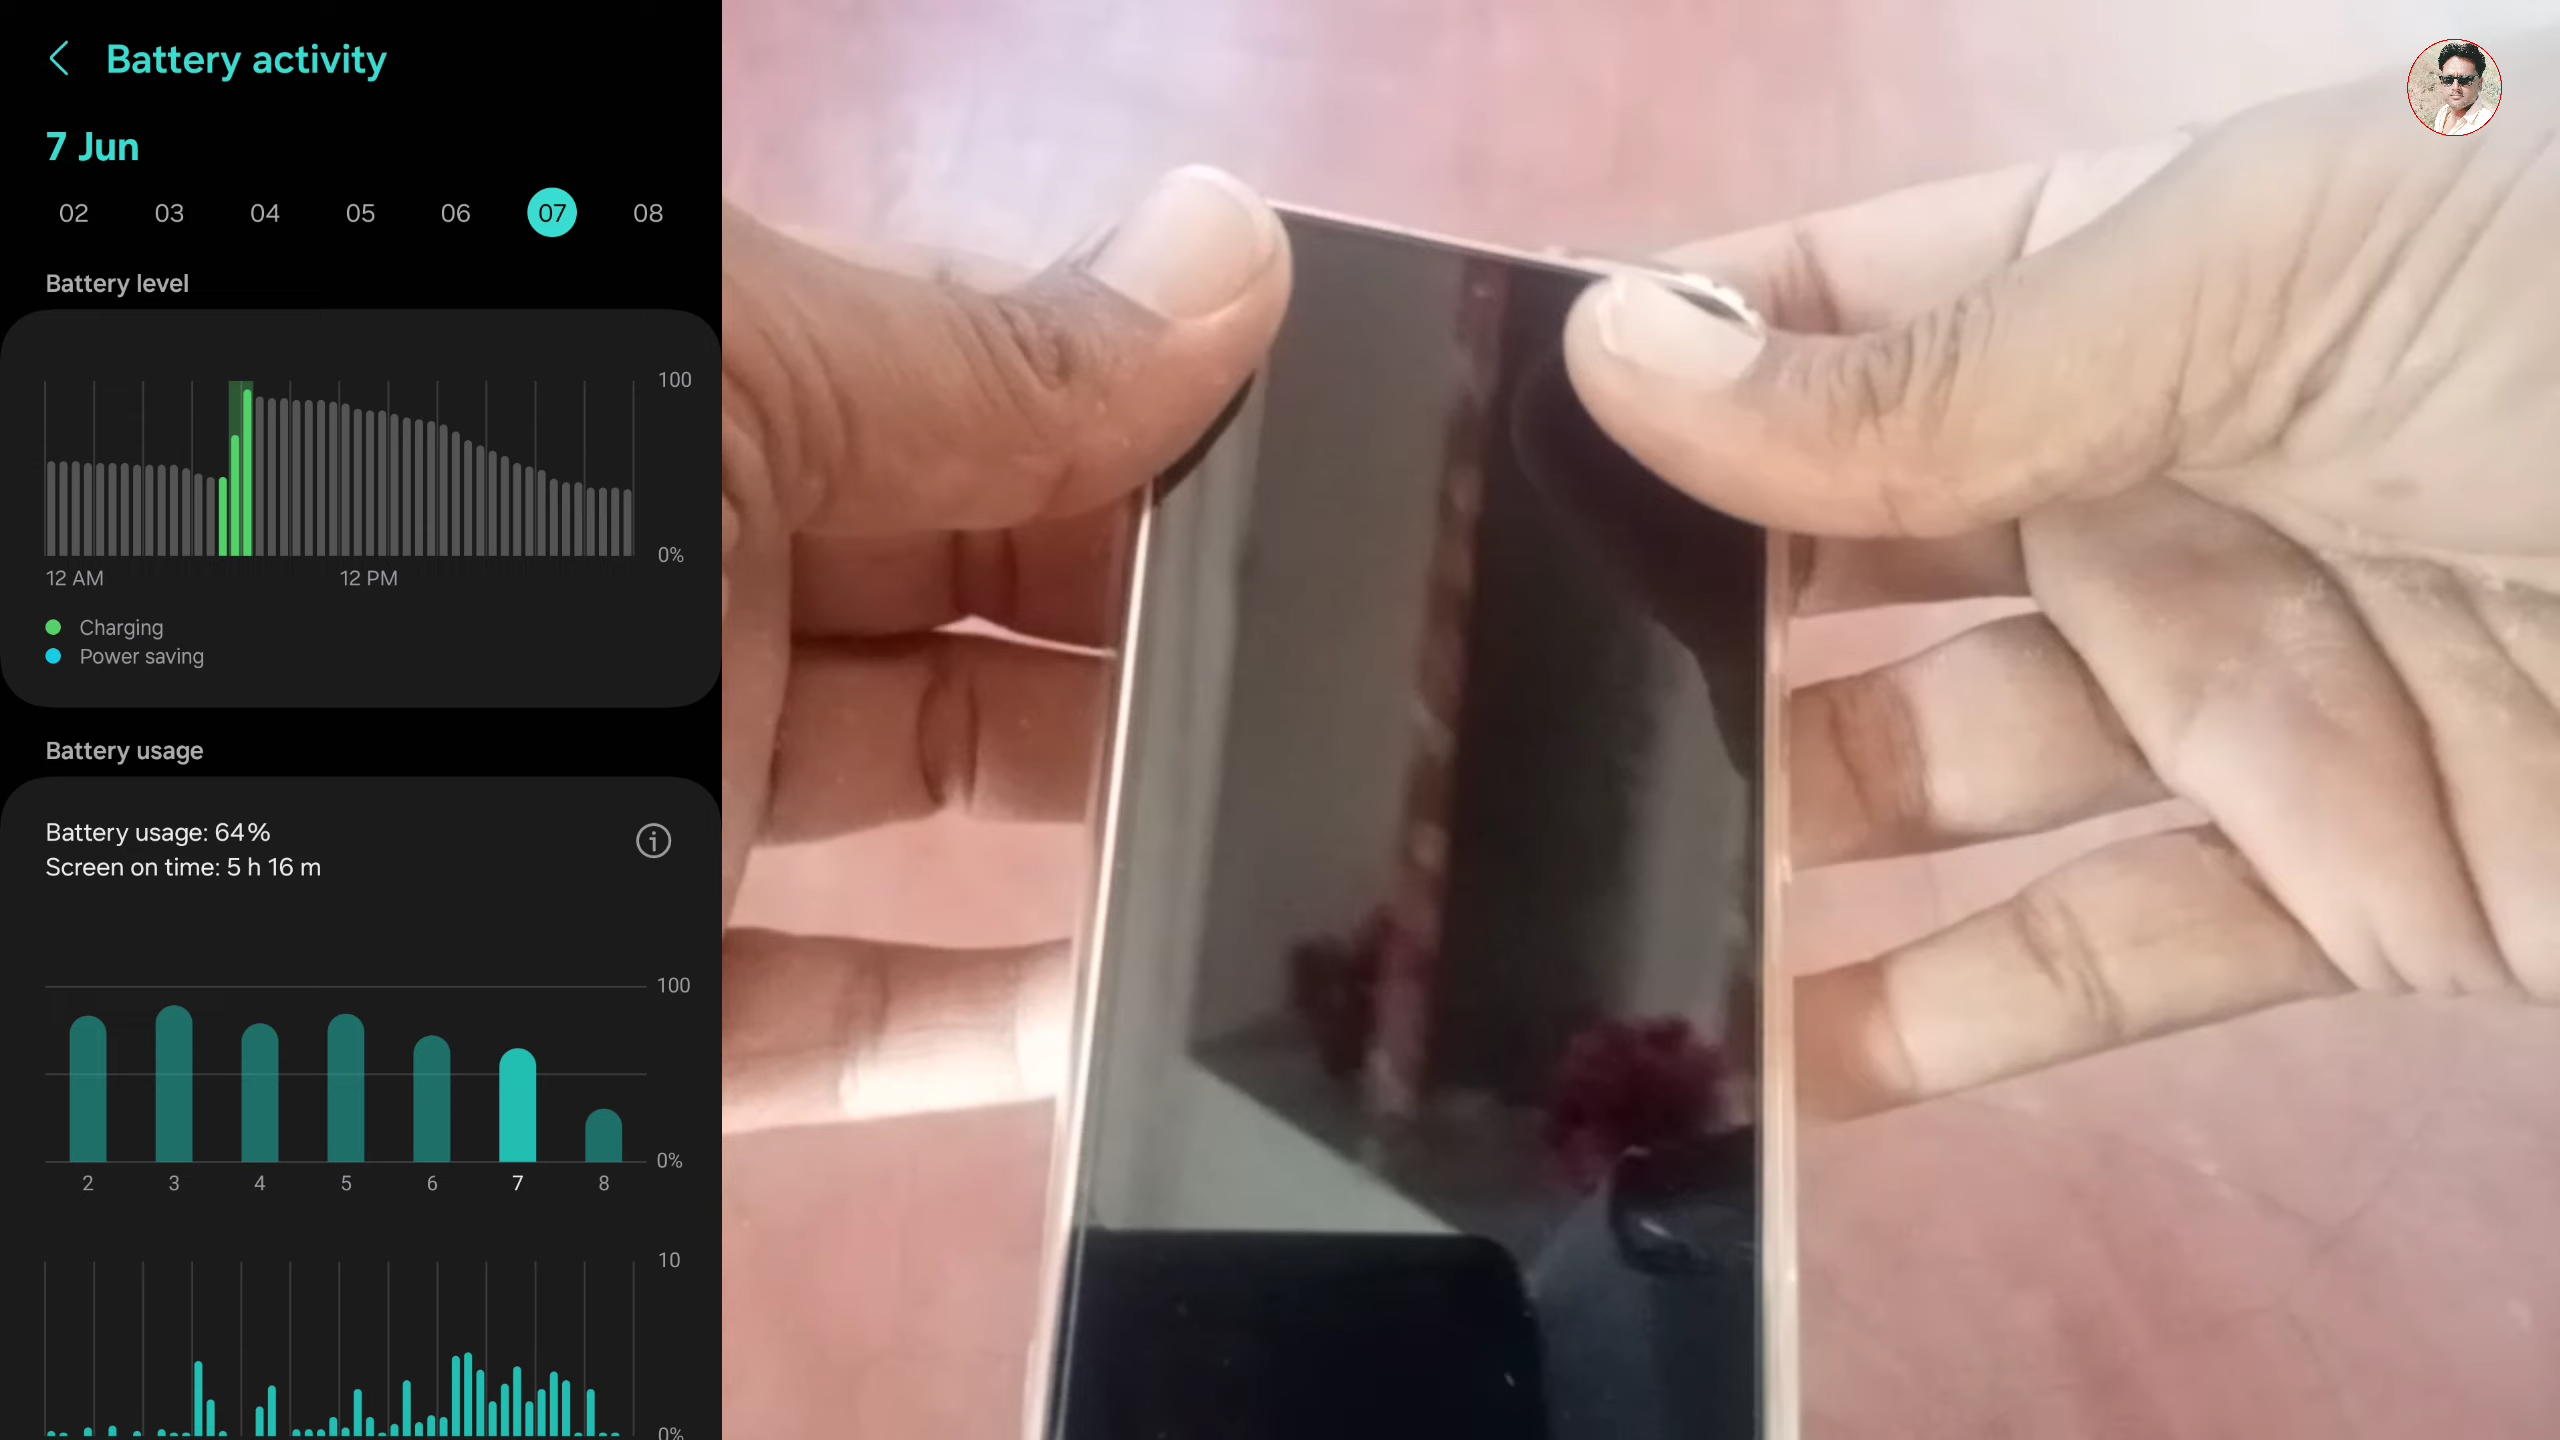 Battery activity
7 Jun
02 03 04 05 06 07 08
Battery level
100
0%
12 AM 12 PM
Charging
Power saving
Battery usage
Battery usage: 64%
Screen on time: 5 h 16 m
100
0%
2 3 4 5 6 7 8
10
0%